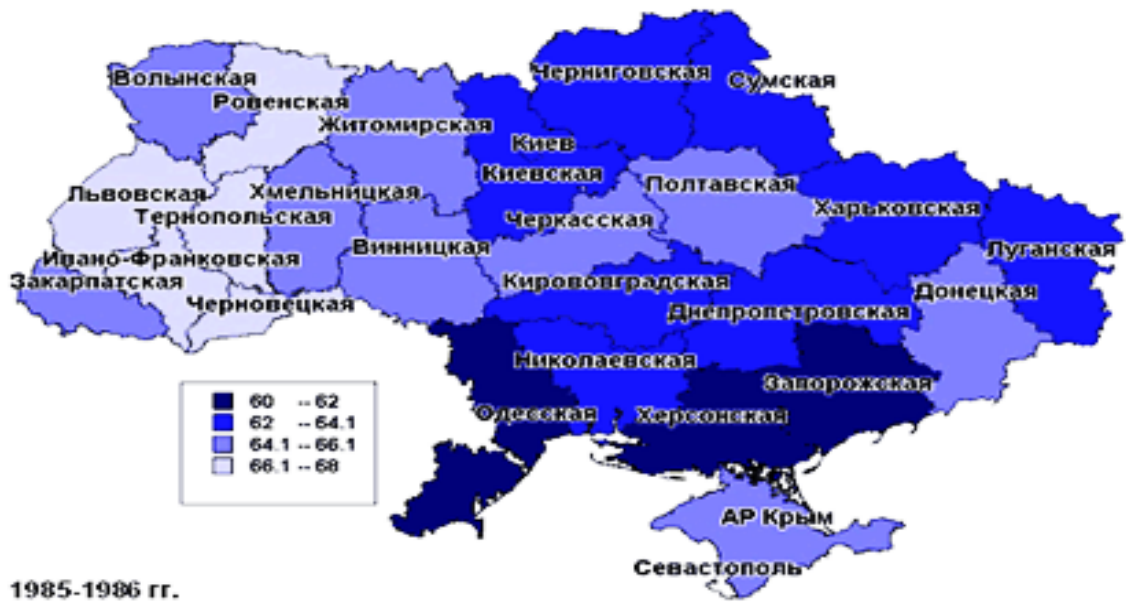 Черниговская
Сумская
Волынская
Ровенская
Житомирская
Киев
Киевская
Полтавская
Львовская
Хмельницкая
Тернопольская
Черкасская
Харьковская
Винницкая
Луганская
Ивано-Франковская
Закарпатская
Кировоградская
Донецкая
Черновецкая
Днепропетровская
Николаевская
Запорожская
Одесская
Херсонская
60 -- 62
62 -- 64.1
64.1 -- 66.1
66.1 -- 68
АР Крым
Севастополь
1985-1986 гг.